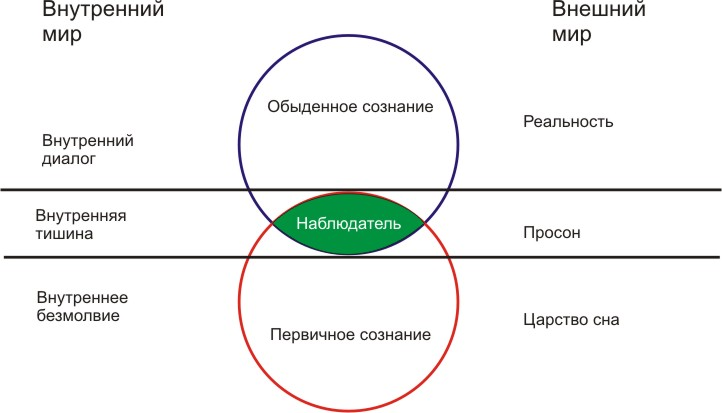 Внутренний
мир
Внешний
мир
Обыденное сознание
Реальность
Внутренний
диалог
Внутренняя
тишина
Наблюдатель
Просон
Внутреннее
безмолвие
Первичное сознание
Царство сна